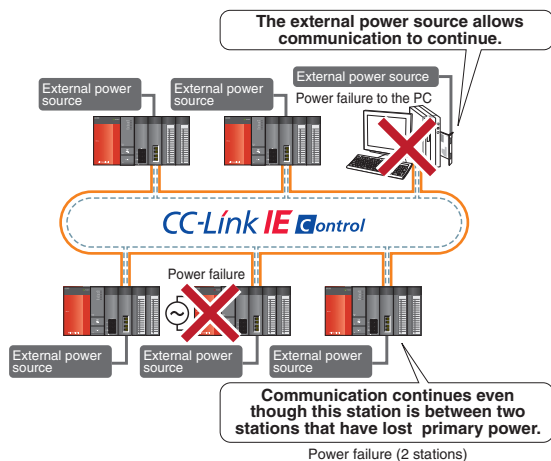 The external power source allows
communication to continue.
External power
source
External power
source
External power source
Power failure to the PC
CC-Link IE Control
Power failure
External power
source
External power
source
External power
source
Communication continues even
though this station is between two
stations that have lost primary power.
Power failure (2 stations)